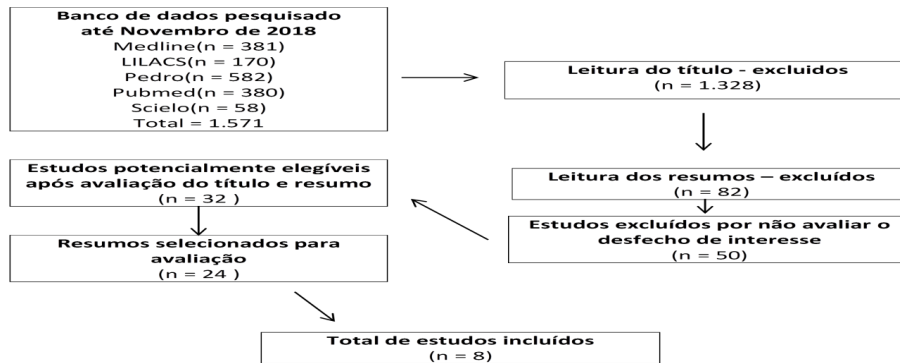 Banco de dados pesquisado
até Novembro de 2018
Medline(n = 381)
LILACS(n = 170)
Pedro(n = 582)
Pubmed(n = 380)
Scielo(n = 58)
Total = 1.571
Leitura do título - excluidos
(n = 1.328)
Leitura dos resumos – excluídos
(n = 82)
Estudos excluídos por não avaliar o
desfecho de interesse
(n = 50)
Estudos potencialmente elegíveis
após avaliação do título e resumo
(n = 32 )
Resumos selecionados para
avaliação
(n = 24 )
Total de estudos incluídos
(n = 8)